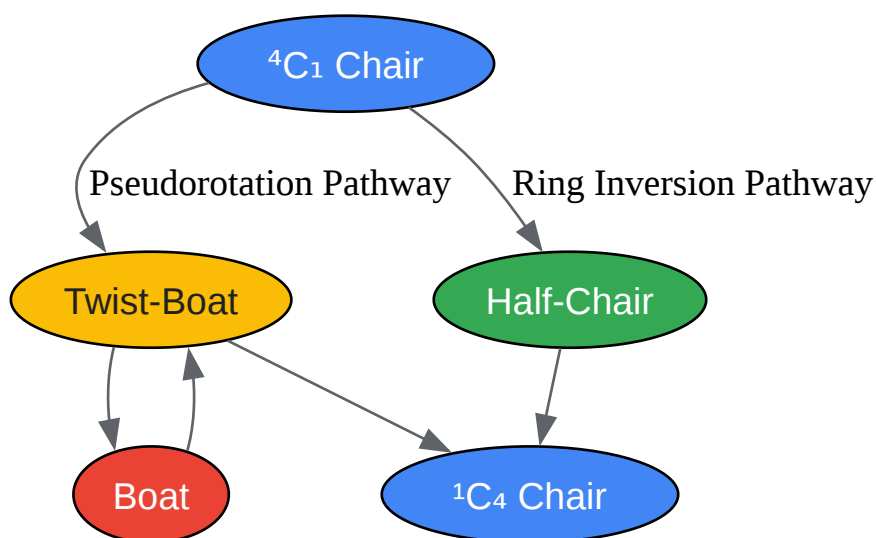 ⁴C₁ Chair
Pseudorotation Pathway
Ring Inversion Pathway
Twist-Boat
Half-Chair
Boat
¹C₄ Chair